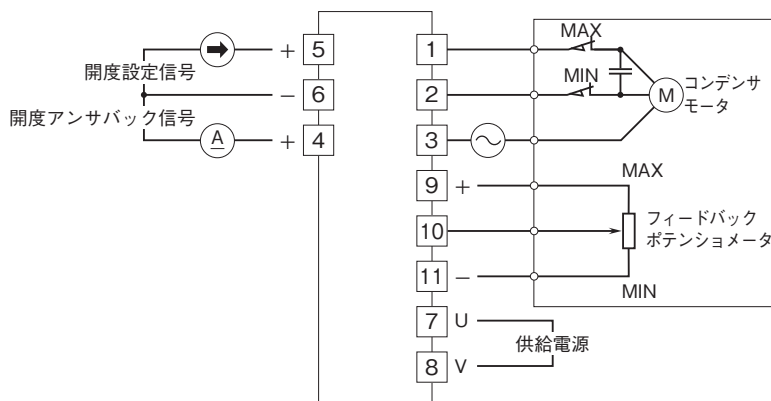 MAX
+ 5
1
開度設定信号
MIN
コンデンサ
モータ
M
− 6
2
開度アンサバック信号
A
+ 4
3
MAX
9 +
フィードバック
ポテンショメータ
10
11 −
MIN
7 U
供給電源
8 V